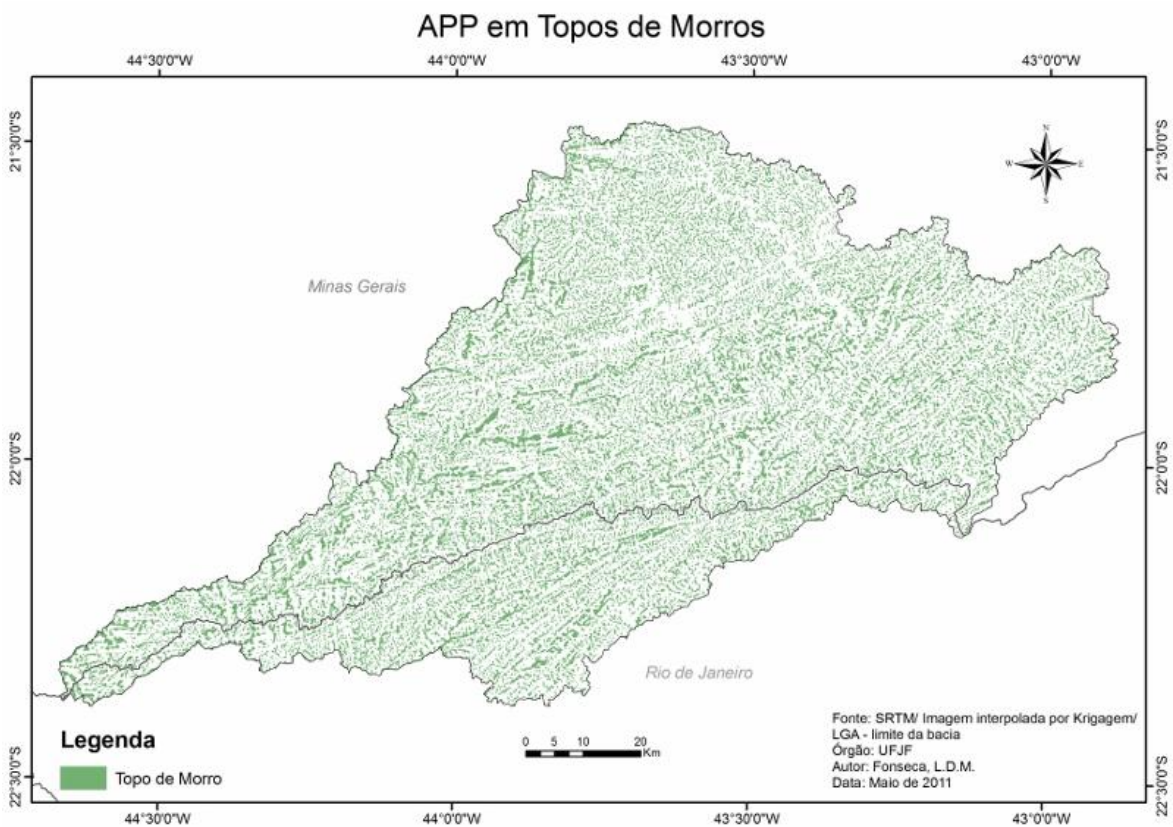 APP em Topos de Morros
44°30'0"W 44°0'0"W 43°30'0"W 43°0'0"W
21°30'0"S 21°30'0"S
N
W E
S
Minas Gerais
22°0'0"S 22°0'0"S
Rio de Janeiro
Legenda
Topo de Morro
0 5 10 20
Km
Fonte: SRTM/ Imagem interpolada por Krigagem/
LGA - limite da bacia
Órgão: UFJF
Autor: Fonseca, L.D.M.
Data: Maio de 2011
22°30'0"S 22°30'0"S
44°30'0"W 44°0'0"W 43°30'0"W 43°0'0"W